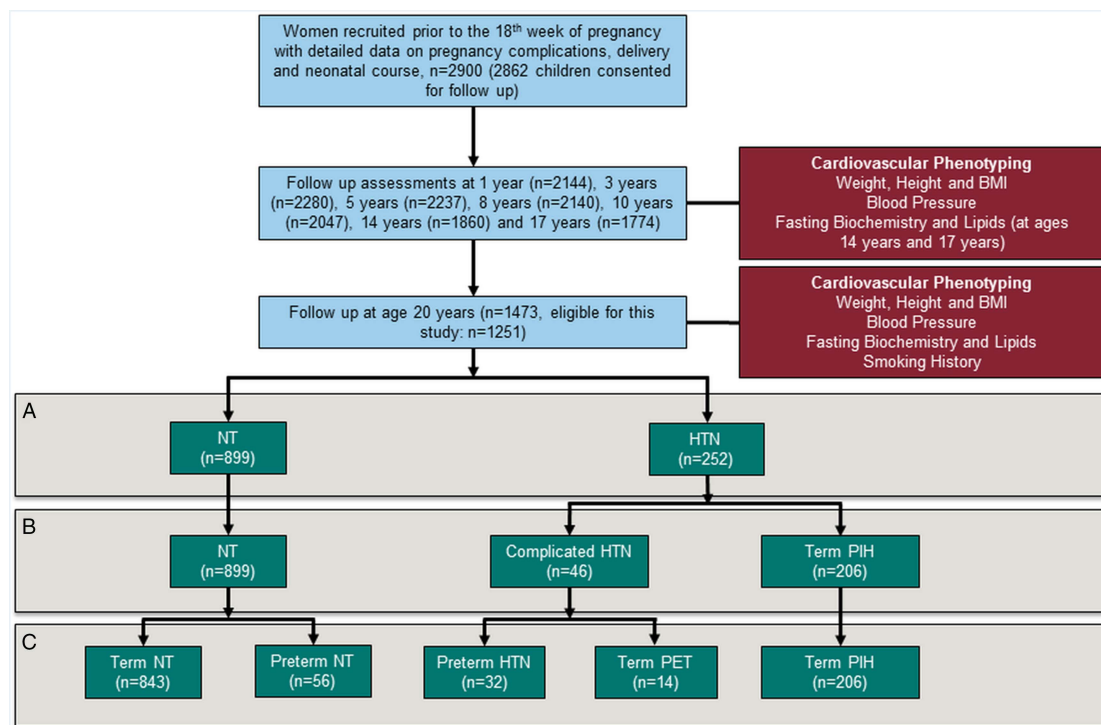 Women recruited prior to the 18th week of pregnancy
with detailed data on pregnancy complications, delivery
and neonatal course, n=2900 (2862 children consented
for follow up)
Follow up assessments at 1 year (n=2144), 3 years
(n=2280), 5 years (n=2237), 8 years (n=2140), 10 years
(n=2047), 14 years (n=1860) and 17 years (n=1774)
Cardiovascular Phenotyping
Weight, Height and BMI
Blood Pressure
Fasting Biochemistry and Lipids (at ages
14 years and 17 years)
Follow up at age 20 years (n=1473, eligible for this
study: n=1251)
Cardiovascular Phenotyping
Weight, Height and BMI
Blood Pressure
Fasting Biochemistry and Lipids
Smoking History
A
NT
(n=899)
HTN
(n=252)
B
NT
(n=899)
Complicated HTN
(n=46)
Term PIH
(n=206)
C
Term NT
(n=843)
Preterm NT
(n=56)
Preterm HTN
(n=32)
Term PET
(n=14)
Term PIH
(n=206)